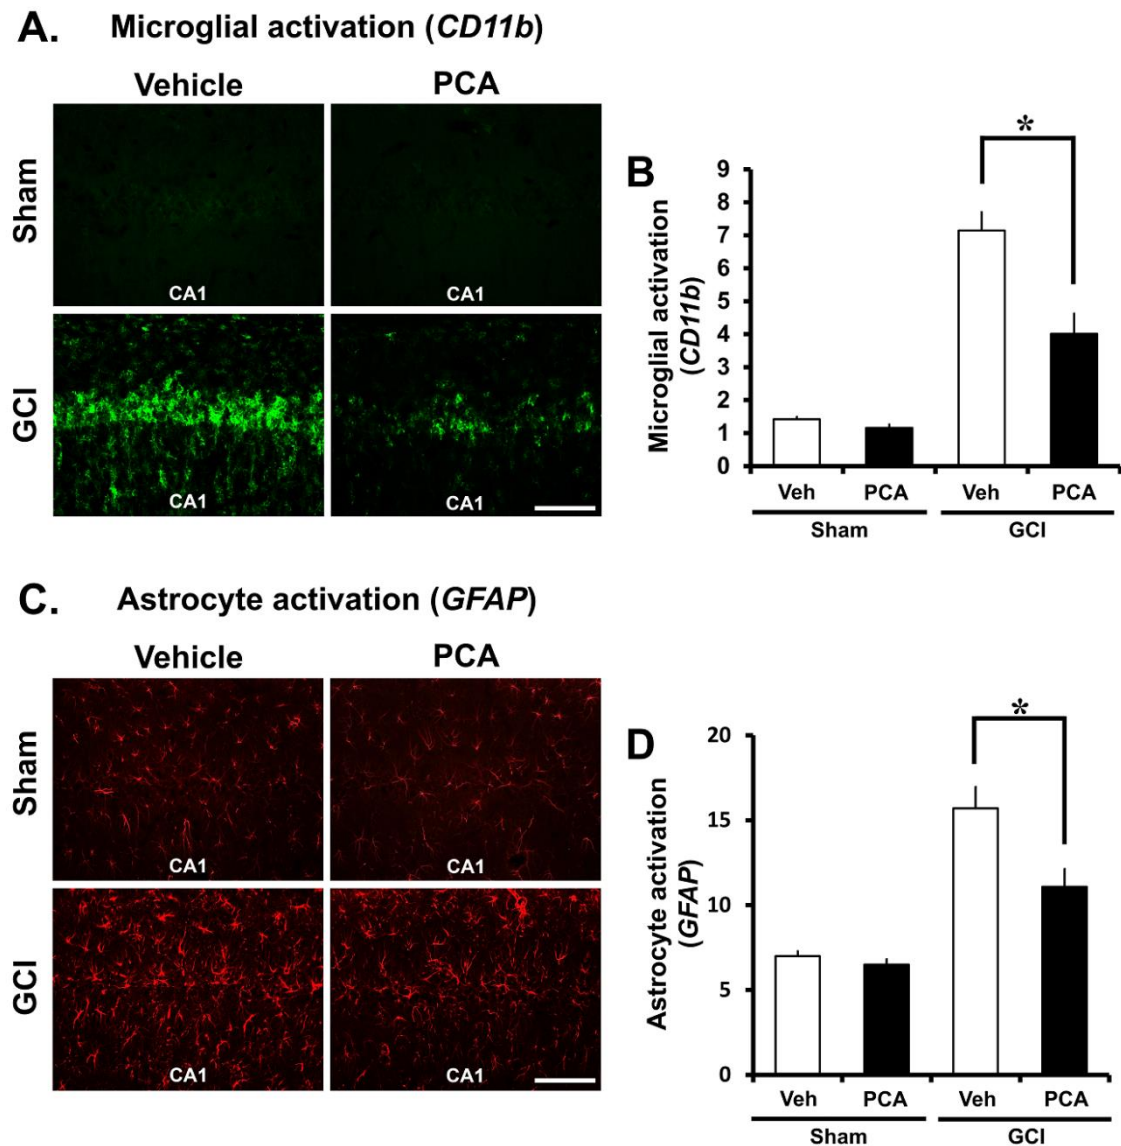 A. Microglial activation (CD11b)
Vehicle PCA
Sham
CA1 CA1
GCI
CA1 CA1
B
*
Microglial activation
(CD11b)
9
8
7
6
5
4
3
2
1
0
Veh PCA Veh PCA
Sham GCI
C. Astrocyte activation (GFAP)
Vehicle PCA
Sham
CA1 CA1
GCI
CA1 CA1
D
*
Astrocyte activation
(GFAP)
20
15
10
5
0
Veh PCA Veh PCA
Sham GCI